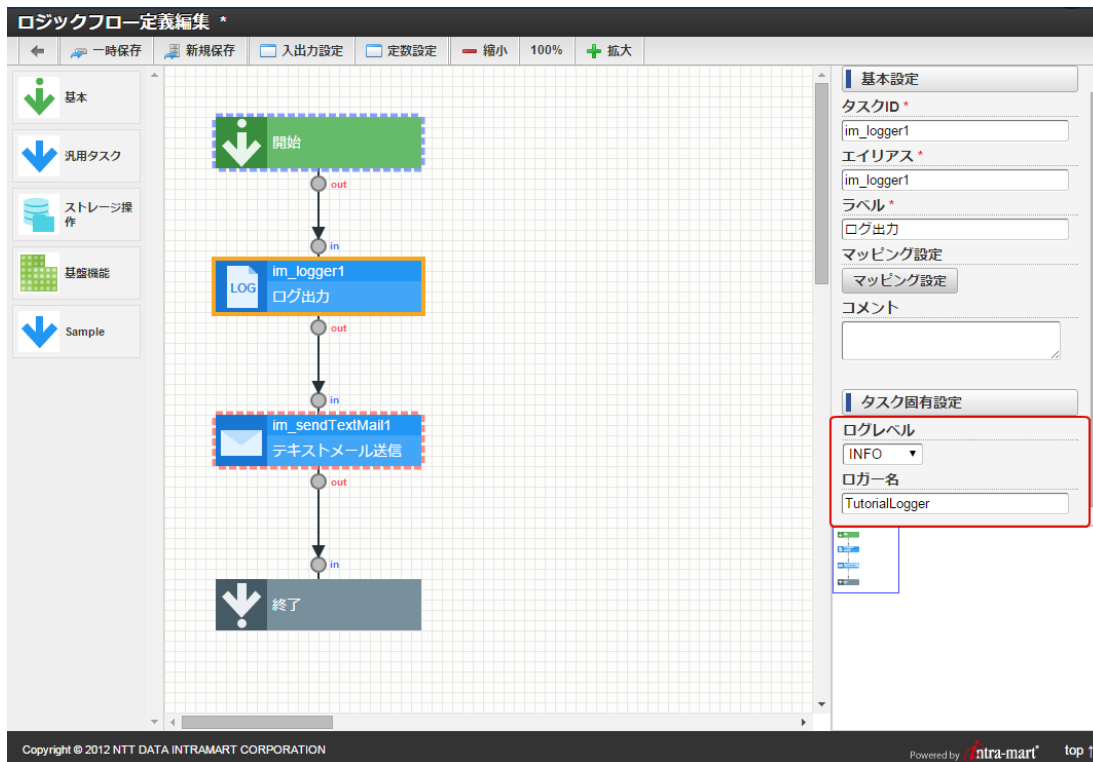 ロジックフロー定義編集 *
一時保存 新規保存 入出力設定 定数設定 縮小 100% 拡大
基本
汎用タスク
ストレージ操
作
基盤機能
Sample
開始
out
in
LOG
im_logger1
ログ出力
out
in
im_sendTextMail1
テキストメール送信
out
in
終了
基本設定
タスクID *
im_logger1
エイリアス *
im_logger1
ラベル *
ログ出力
マッピング設定
マッピング設定
コメント
タスク固有設定
ログレベル
INFO
ロガー名
TutorialLogger
Copyright © 2012 NTT DATA INTRAMART CORPORATION
Powered by intra-mart
top ↑